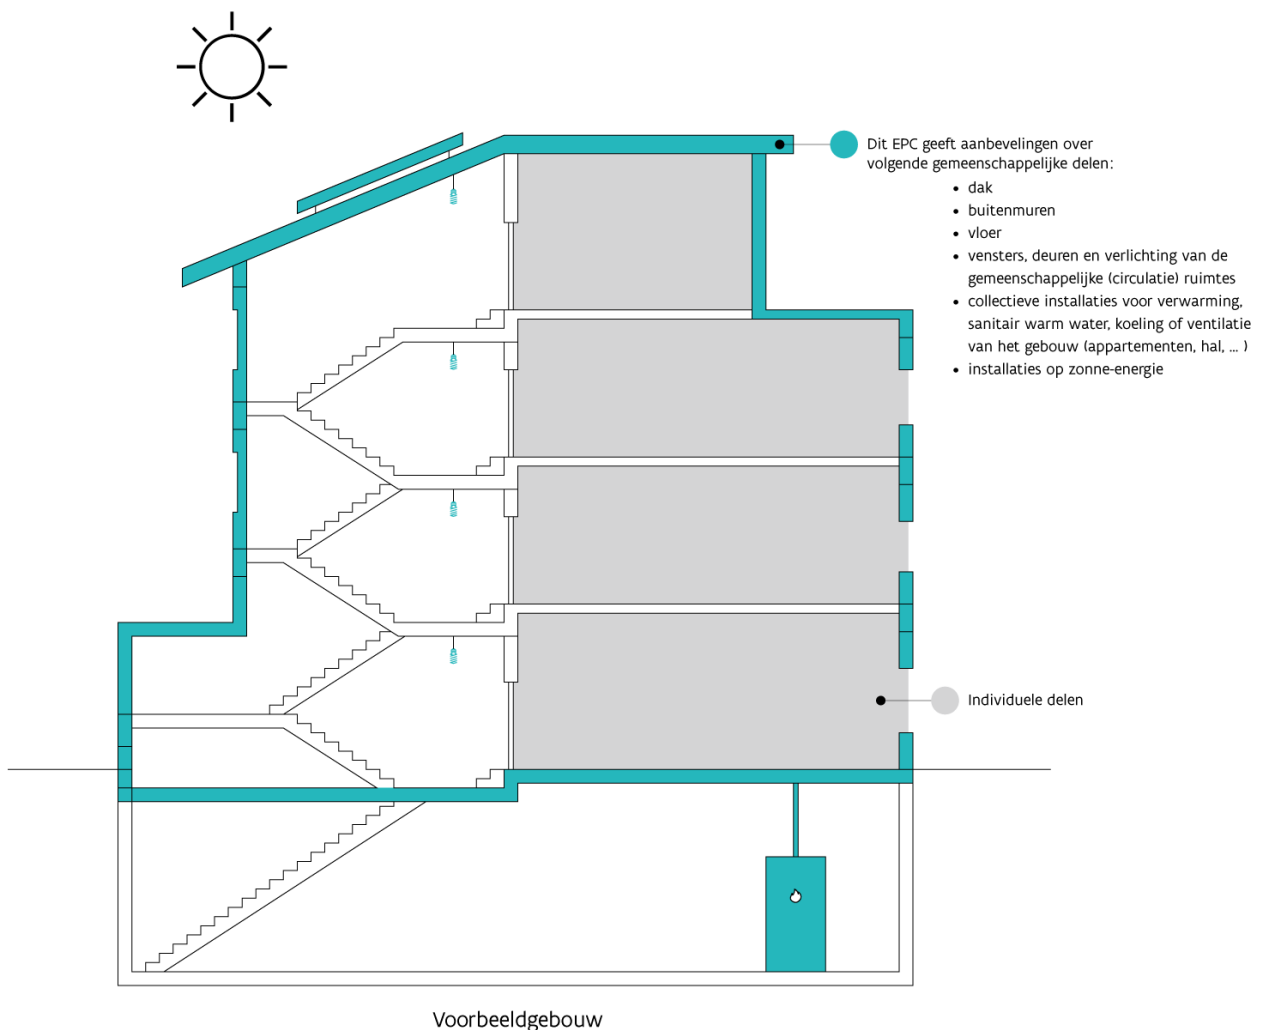 Dit EPC geeft aanbevelingen over
volgende gemeenschappelijke delen:
• dak
• buitenmuren
• vloer
• vensters, deuren en verlichting van de
gemeenschappelijke (circulatie) ruimtes
• collectieve installaties voor verwarming,
sanitair warm water, koeling of ventilatie
van het gebouw (appartementen, hal, ... )
• installaties op zonne-energie
Individuele delen
Voorbeeldgebouw